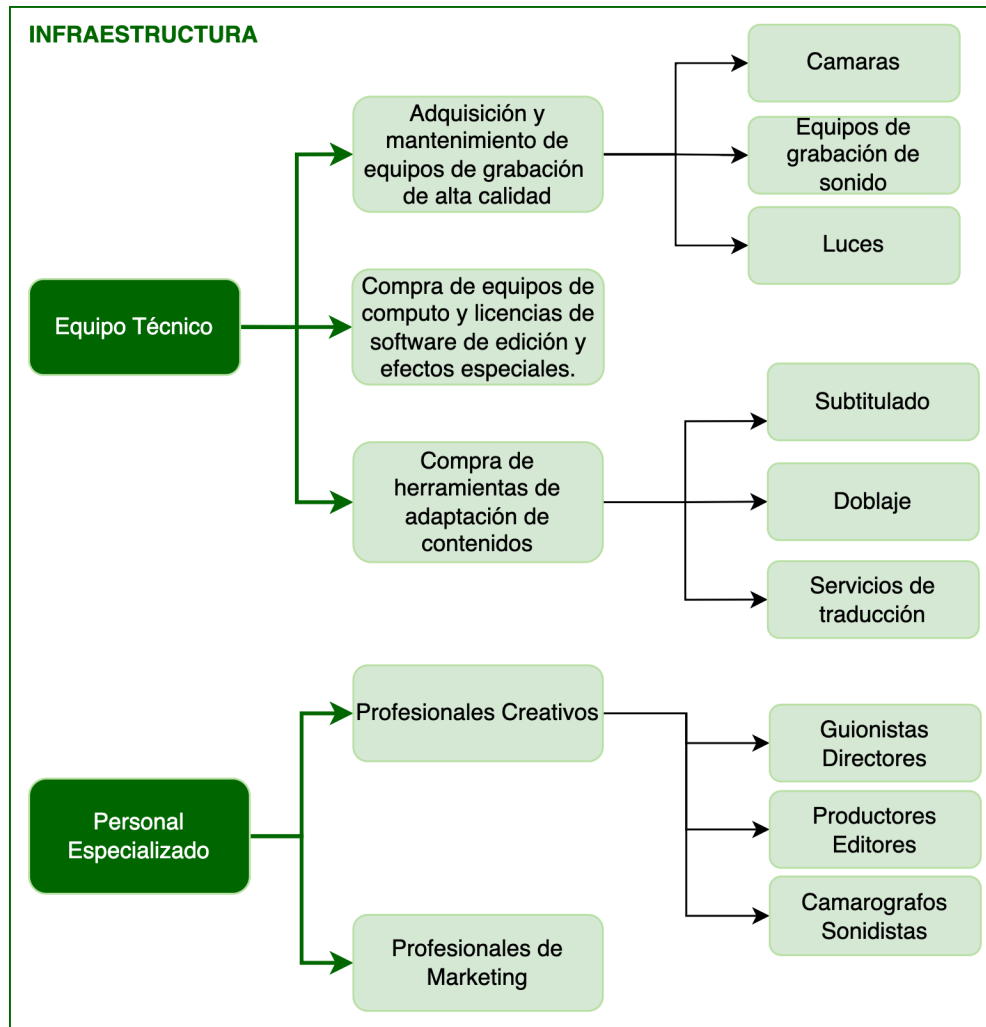 INFRAESTRUCTURA
Equipo Técnico
Adquisición y
mantenimiento de
equipos de grabación
de alta calidad
Camaras
Equipos de
grabación de
sonido
Luces
Compra de equipos de
computo y licencias de
software de edición y
efectos especiales.
Compra de
herramientas de
adaptación de
contenidos
Subtitulado
Doblaje
Servicios de
traducción
Personal
Especializado
Profesionales Creativos
Guionistas
Directores
Productores
Editores
Camarografos
Sonidistas
Profesionales de
Marketing